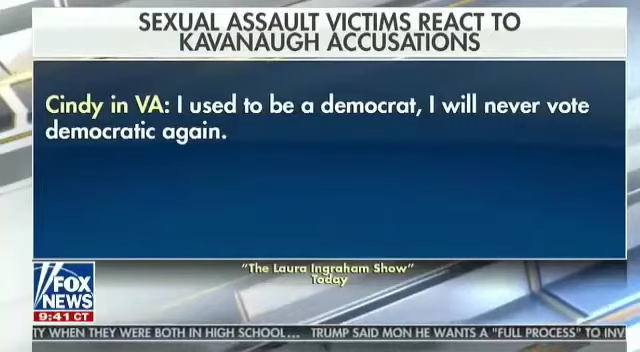 SEXUAL ASSAULT VICTIMS REACT TO
KAVANAUGH ACCUSATIONS
Cindy in VA: I used to be a democrat, I will never vote
democratic again.
"The Laura Ingraham Show"
Today
FOX
NEWS
9:41 CT
TY WHEN THEY WERE BOTH IN HIGH SCHOOL... TRUMP SAID MON HE WANTS A "FULL PROCESS" TO INV